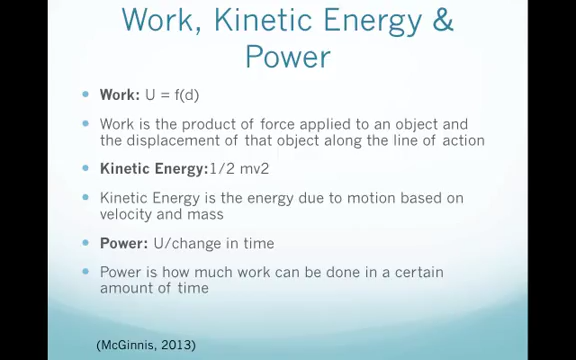 Work, Kinetic Energy &
Power
• Work: U = f(d)
• Work is the product of force applied to an object and
the displacement of that object along the line of action
• Kinetic Energy:1/2 mv2
• Kinetic Energy is the energy due to motion based on
velocity and mass
• Power: U/change in time
• Power is how much work can be done in a certain
amount of time
(McGinnis, 2013)